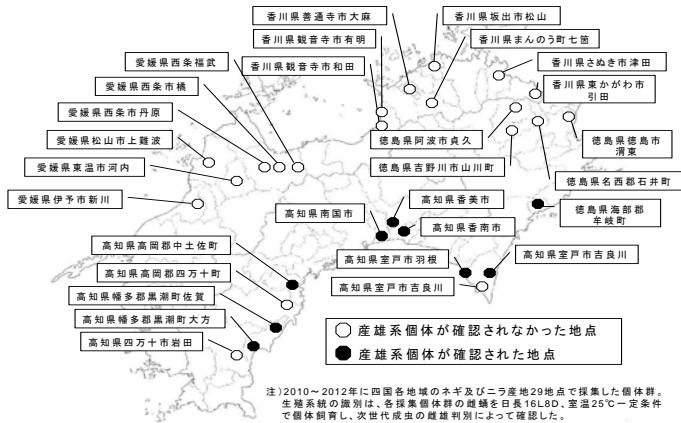 香川県善通寺市大麻
香川県坂出市松山
香川県観音寺市有明
香川県まんのう町七箇
愛媛県西条福武
香川県観音寺市和田
香川県さぬき市津田
愛媛県西条市橘
香川県東かがわ市
引田
愛媛県西条市丹原
愛媛県松山市上難波
徳島県阿波市貞久
徳島県徳島市
渭東
愛媛県東温市河内
徳島県吉野川市山川町
徳島県名西郡石井町
愛媛県伊予市新川
高知県南国市
高知県香美市
徳島県海部郡
牟岐町
高知県香南市
高知県高岡郡中土佐町
高知県室戸市羽根
高知県室戸市吉良川
高知県高岡郡四万十町
高知県室戸市吉良川
高知県幡多郡黒潮町佐賀
高知県幡多郡黒潮町大方
高知県四万十市岩田
産雄系個体が確認されなかった地点
産雄系個体が確認された地点
注)2010～2012年に四国各地域のネギ及びニラ産地29地点で採集した個体群。
生殖系統の識別は、各採集個体群の雌蛹を日長16L8D、室温25℃一定条件
で個体飼育し、次世代成虫の雌雄判別によって確認した。